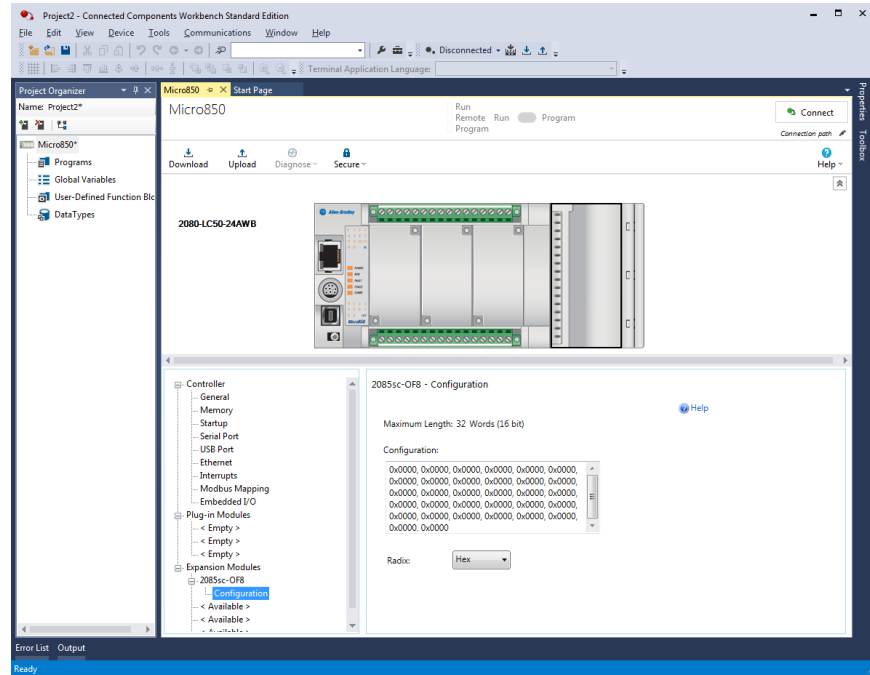 Project2 - Connected Components Workbench Standard Edition
File Edit View Device Tools Communications Window Help
Disconnected
Terminal Application Language:
Project Organizer
Name: Project2*
Micro850*
Programs
Global Variables
User-Defined Function Blc
DataTypes
Micro850 Start Page
Micro850
Run
Remote Run Program
Program
Connect
Connection path
Download Upload Diagnose Secure Help
2080-LC50-24AWB
Allen-Bradley
Micro850
Controller
General
Memory
Startup
Serial Port
USB Port
Ethernet
Interrupts
Modbus Mapping
Embedded I/O
Plug-in Modules
< Empty >
< Empty >
< Empty >
Expansion Modules
2085sc-OF8
Configuration
< Available >
< Available >
< Available >
2085sc-OF8 - Configuration
Help
Maximum Length: 32 Words (16 bit)
Configuration:
0x0000, 0x0000, 0x0000, 0x0000, 0x0000, 0x0000,
0x0000, 0x0000, 0x0000, 0x0000, 0x0000, 0x0000,
0x0000, 0x0000, 0x0000, 0x0000, 0x0000, 0x0000,
0x0000, 0x0000, 0x0000, 0x0000, 0x0000, 0x0000,
0x0000, 0x0000, 0x0000, 0x0000, 0x0000, 0x0000,
0x0000, 0x0000
Radix: Hex
Properties
Toolbox
Error List Output
Ready